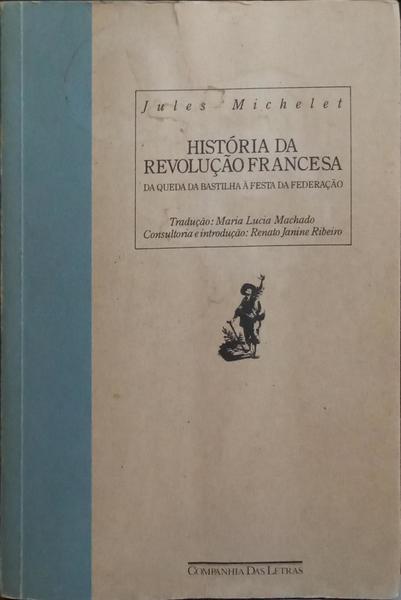 Jules Michelet
HISTÓRIA DA
REVOLUÇÃO FRANCESA
DA QUEDA DA BASTILHA À FESTA DA FEDERAÇÃO
Tradução: Maria Lucia Machado
Consultoria e introdução: Renato Janine Ribeiro
COMPANHIA DAS LETRAS